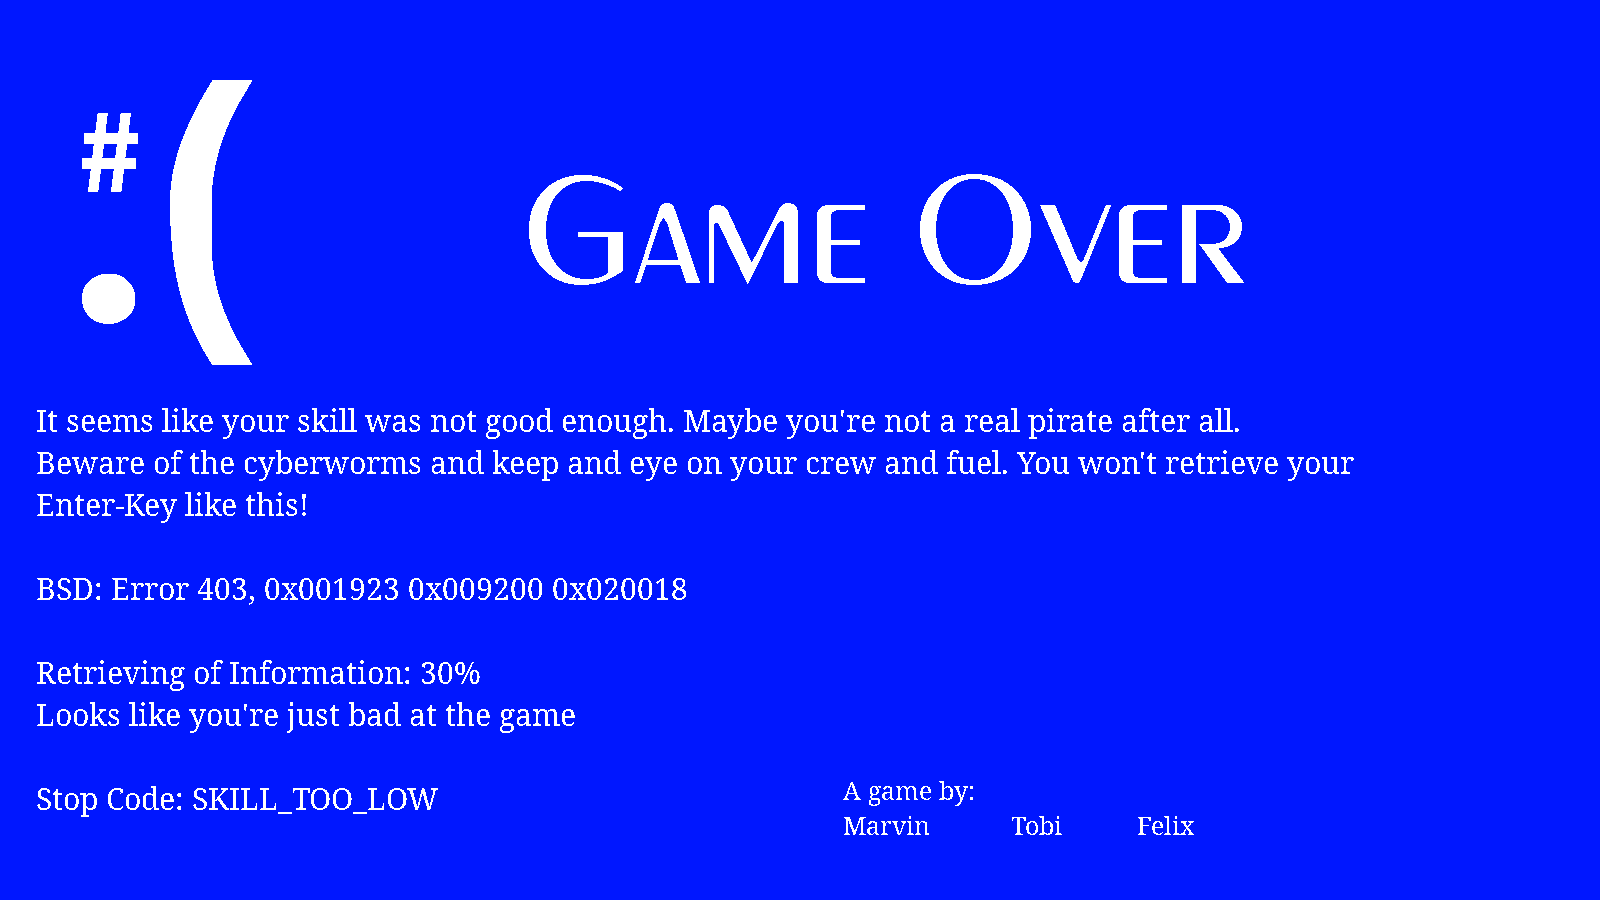 #
.(
Game Over
It seems like your skill was not good enough. Maybe you're not a real pirate after all.
Beware of the cyberworms and keep and eye on your crew and fuel. You won't retrieve your
Enter-Key like this!
BSD: Error 403, 0x001923 0x009200 0x020018
Retrieving of Information: 30%
Looks like you're just bad at the game
Stop Code: SKILL_TOO_LOW
A game by:
Marvin Tobi Felix